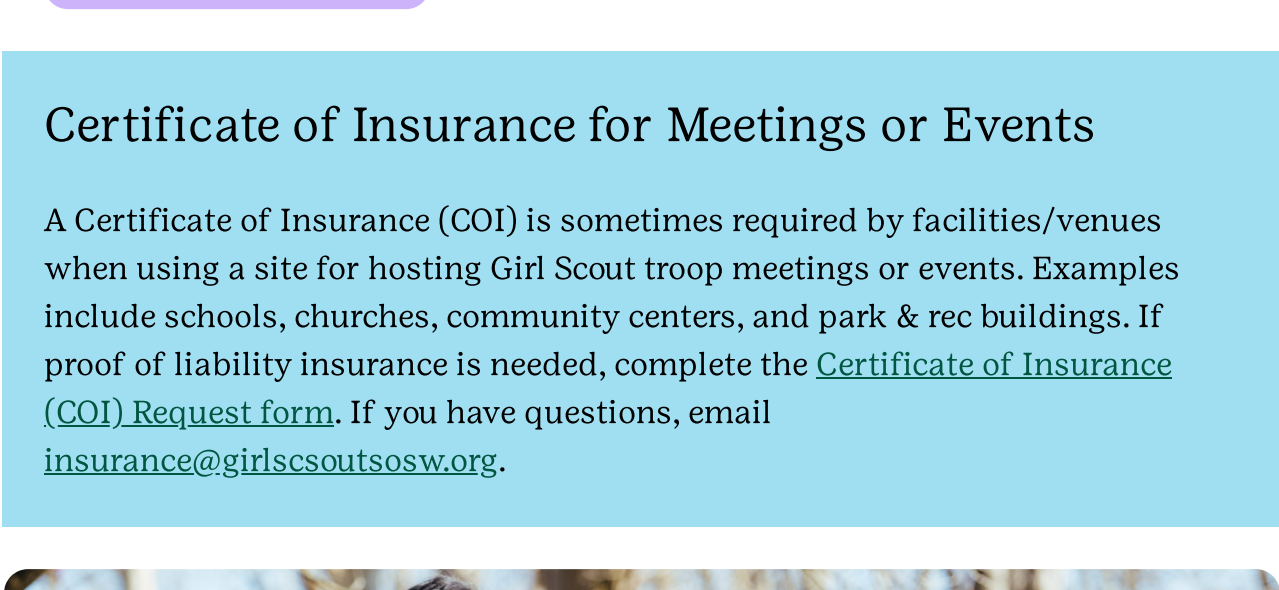 Certificate of Insurance for Meetings or Events
A Certificate of Insurance (COI) is sometimes required by facilities/venues
when using a site for hosting Girl Scout troop meetings or events. Examples
include schools, churches, community centers, and park & rec buildings. If
proof of liability insurance is needed, complete the Certificate of Insurance
(COI) Request form. If you have questions, email
insurance@girlscsoutsosw.org.